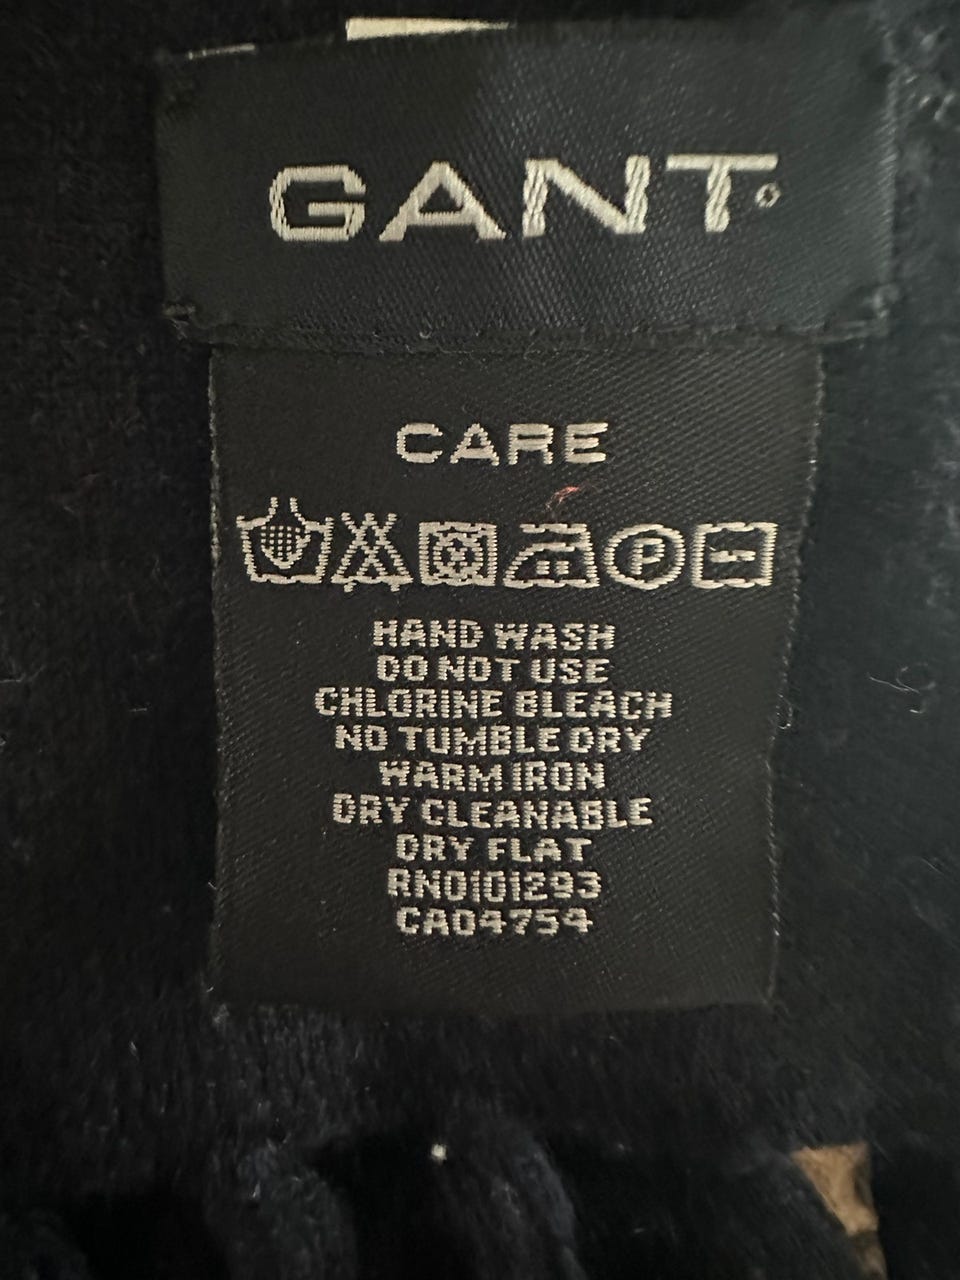 GANT
CARE
P
HAND WASH
DO NOT USE
CHLORINE BLEACH
NO TUMBLE DRY
WARM IRON
DRY CLEANABLE
DRY FLAT
RN0101293
CA04754